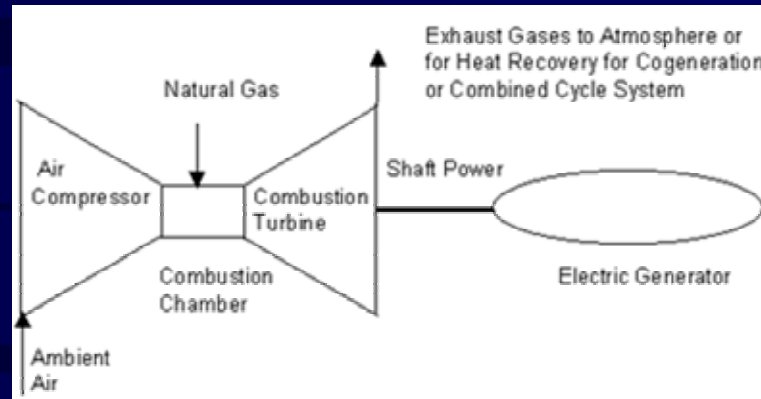 Exhaust Gases to Atmosphere or
for Heat Recovery for Cogeneration
or Combined Cycle System
Natural Gas
Air
Compressor
Combustion
Turbine
Shaft Power
Combustion
Chamber
Electric Generator
Ambient
Air